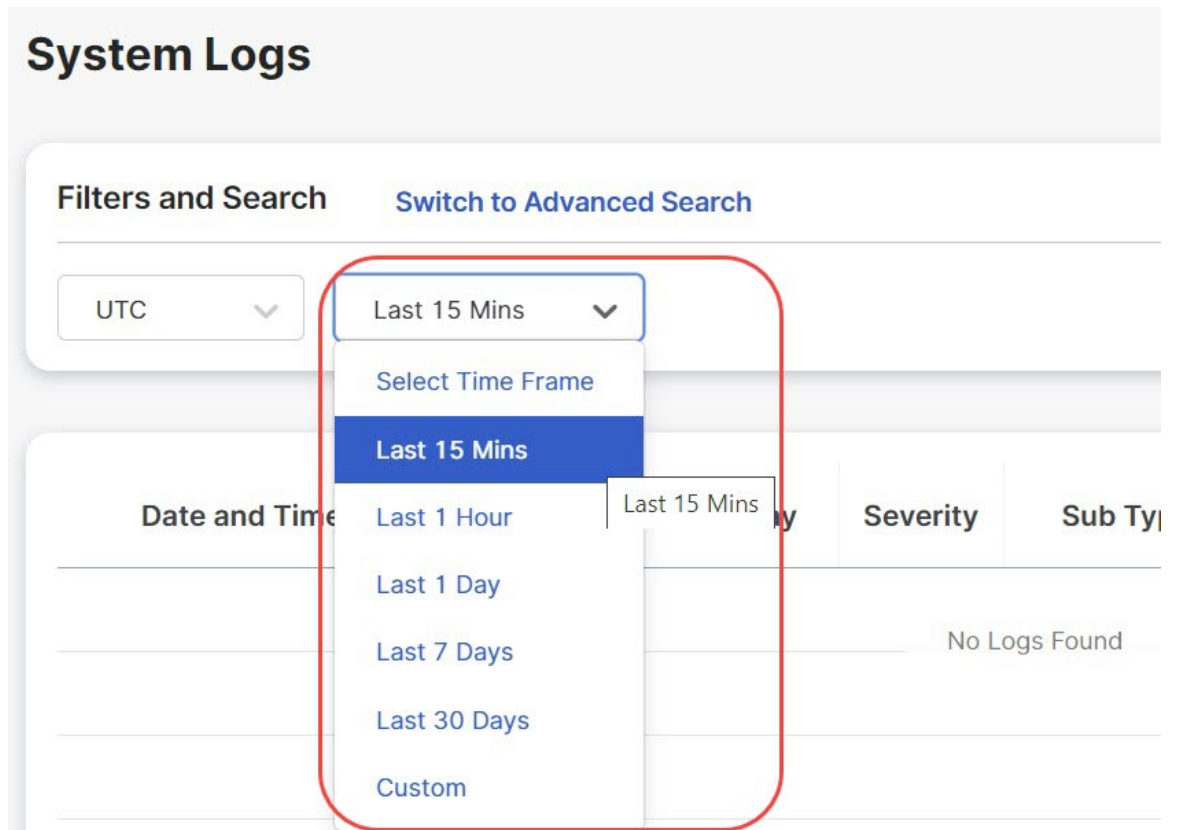 System Logs
Filters and Search Switch to Advanced Search
UTC Last 15 Mins
Select Time Frame
Last 15 Mins
Last 15 Mins
Date and Time Last 1 Hour Severity Sub Typ
Last 1 Day
No Logs Found
Last 7 Days
Last 30 Days
Custom